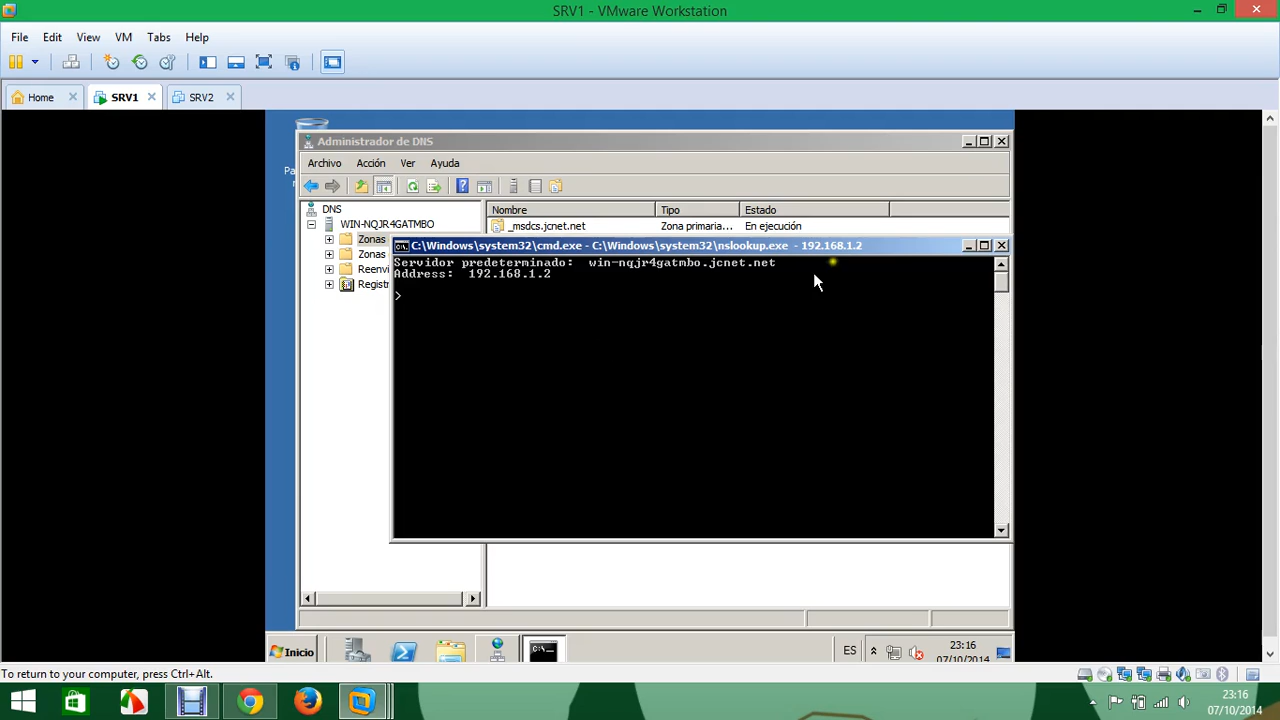 SRV1 - VMware Workstation
File Edit View VM Tabs Help
Home SRV1 SRV2
Administrador de DNS
Archivo Acción Ver Ayuda
DNS
WIN-NQJR4GATMBO
Zonas
Zonas
Reenvi
Registr
Nombre Tipo Estado
_msdcs.jcnet.net Zona primaria... En ejecución
C:\Windows\system32\cmd.exe - C:\Windows\system32\nslookup.exe - 192.168.1.2
Servidor predeterminado: win-nqjr4gatmbo.jcnet.net
Address: 192.168.1.2
>
Inicio
ES
23:16
07/10/2014
To return to your computer, press Ctrl+Alt.
23:16
07/10/2014